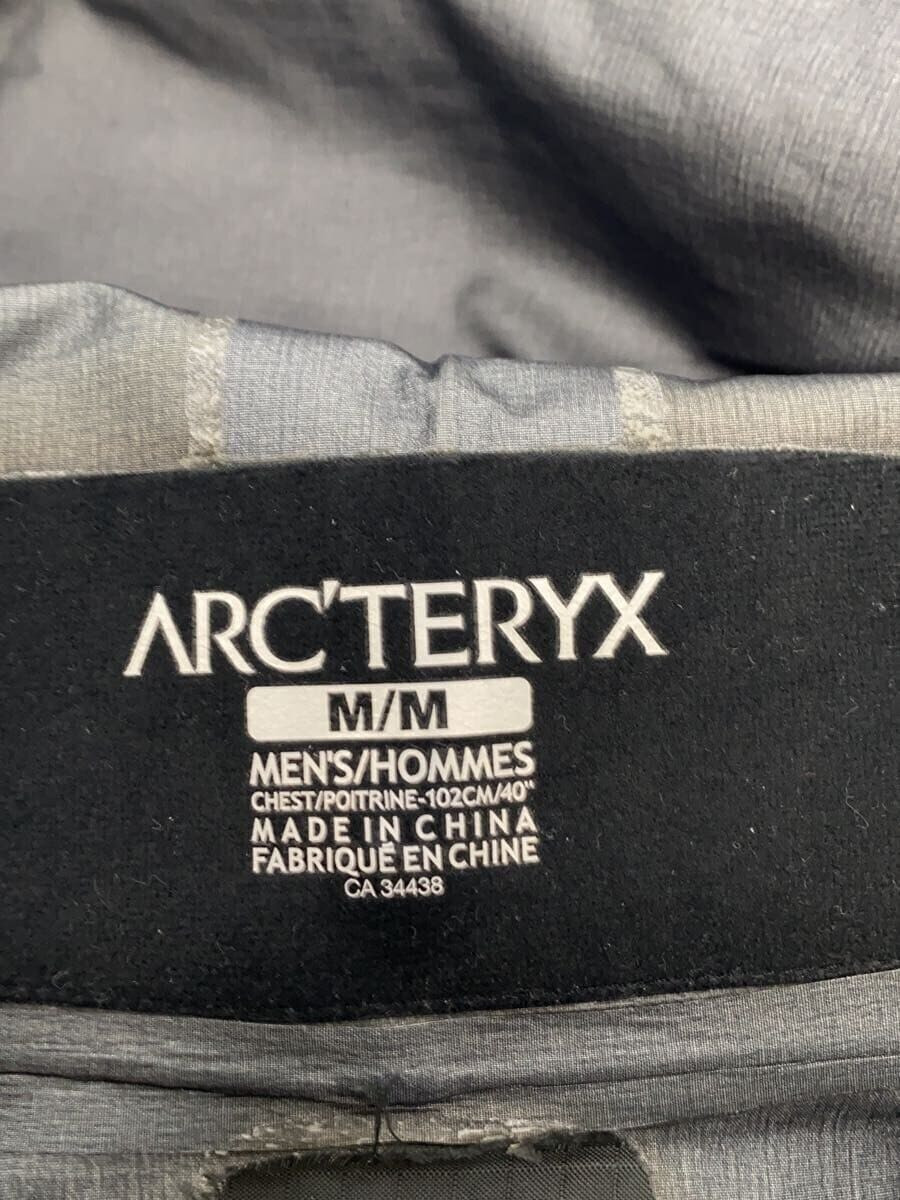 ARC'TERYX
M/M
MEN'S/HOMMES
CHEST/POITRINE-102CM/40"
MADE IN CHINA
FABRIQUÉ EN CHINE
CA 34438